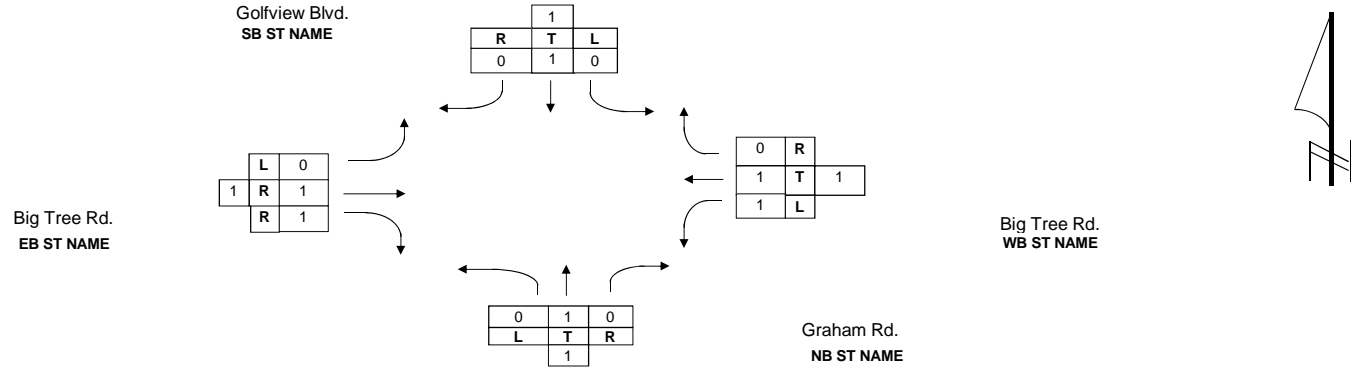 Golfview Blvd.
SB ST NAME
1
R T L
0 1 0
L 0
1 R 1
R 1
0 R
1 T 1
1 L
Big Tree Rd.
EB ST NAME
Big Tree Rd.
WB ST NAME
0 1 0
L T R
1
Graham Rd.
NB ST NAME
N